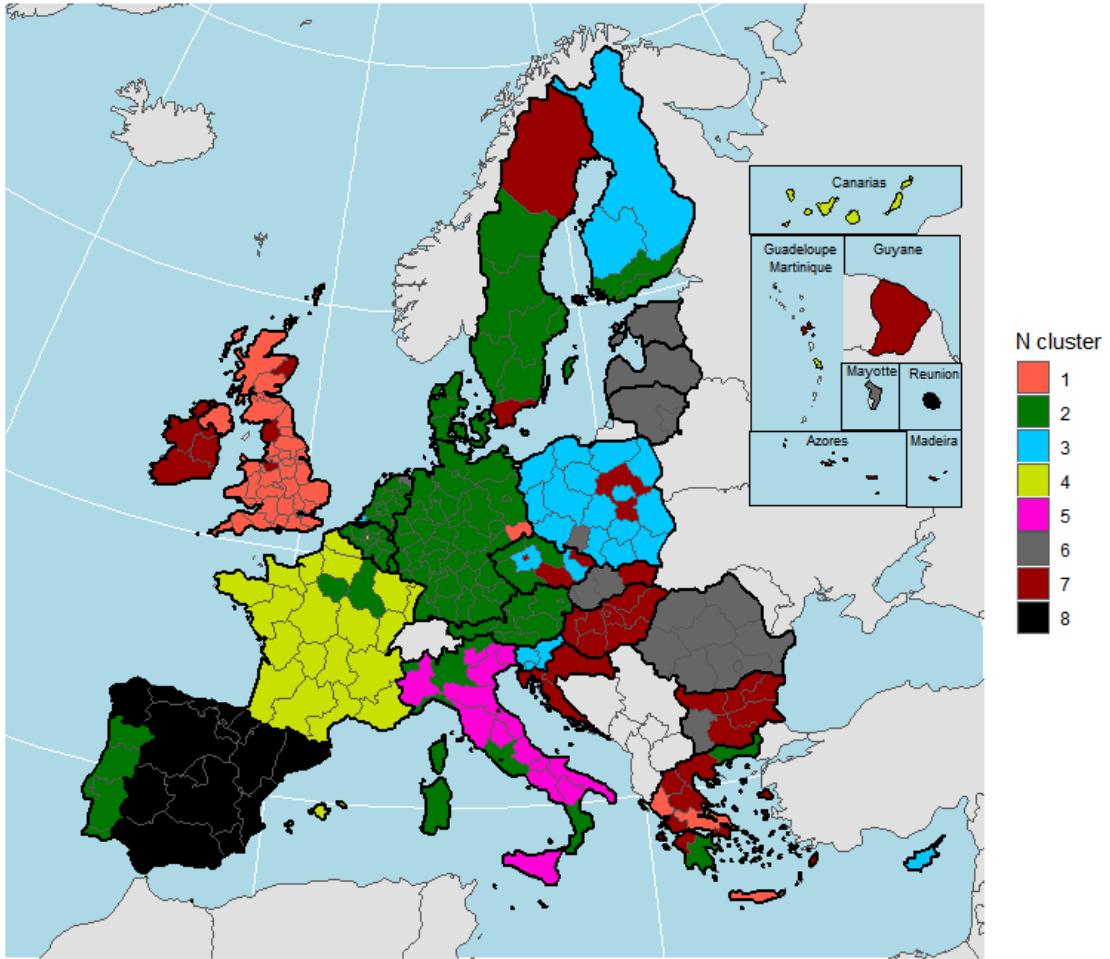 Canarias
Guadeloupe
Martinique
Guyane
Mayotte
Reunion
Azores
Madeira
N cluster
1
2
3
4
5
6
7
8